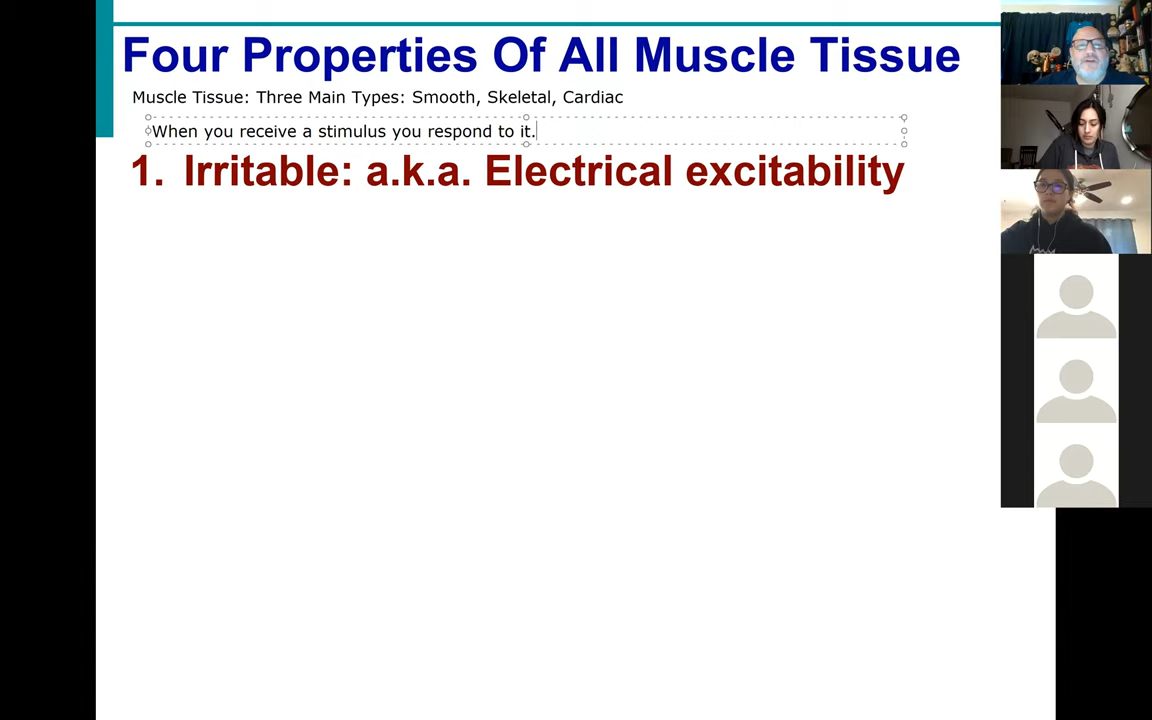 Four Properties Of All Muscle Tissue
Muscle Tissue: Three Main Types: Smooth, Skeletal, Cardiac
When you receive a stimulus you respond to it.
1. Irritable: a.k.a. Electrical excitability